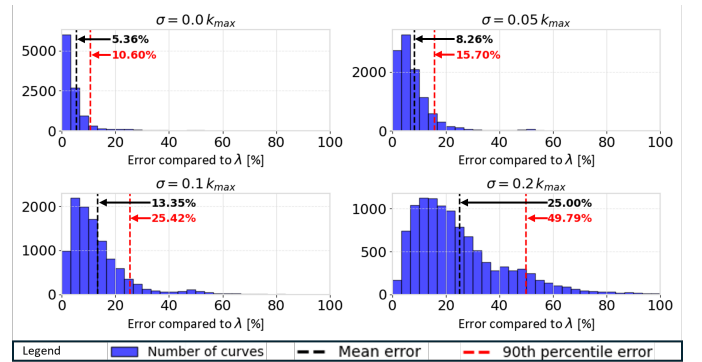 σ = 0.0 k_max
5.36%
10.60%
5000
2500
0
0 20 40 60 80 100
Error compared to λ [%]
σ = 0.05 k_max
8.26%
15.70%
2000
0
0 20 40 60 80 100
Error compared to λ [%]
σ = 0.1 k_max
13.35%
25.42%
2000
1000
0
0 20 40 60 80 100
Error compared to λ [%]
σ = 0.2 k_max
25.00%
49.79%
1000
500
0
0 20 40 60 80 100
Error compared to λ [%]
Legend Number of curves Mean error 90th percentile error